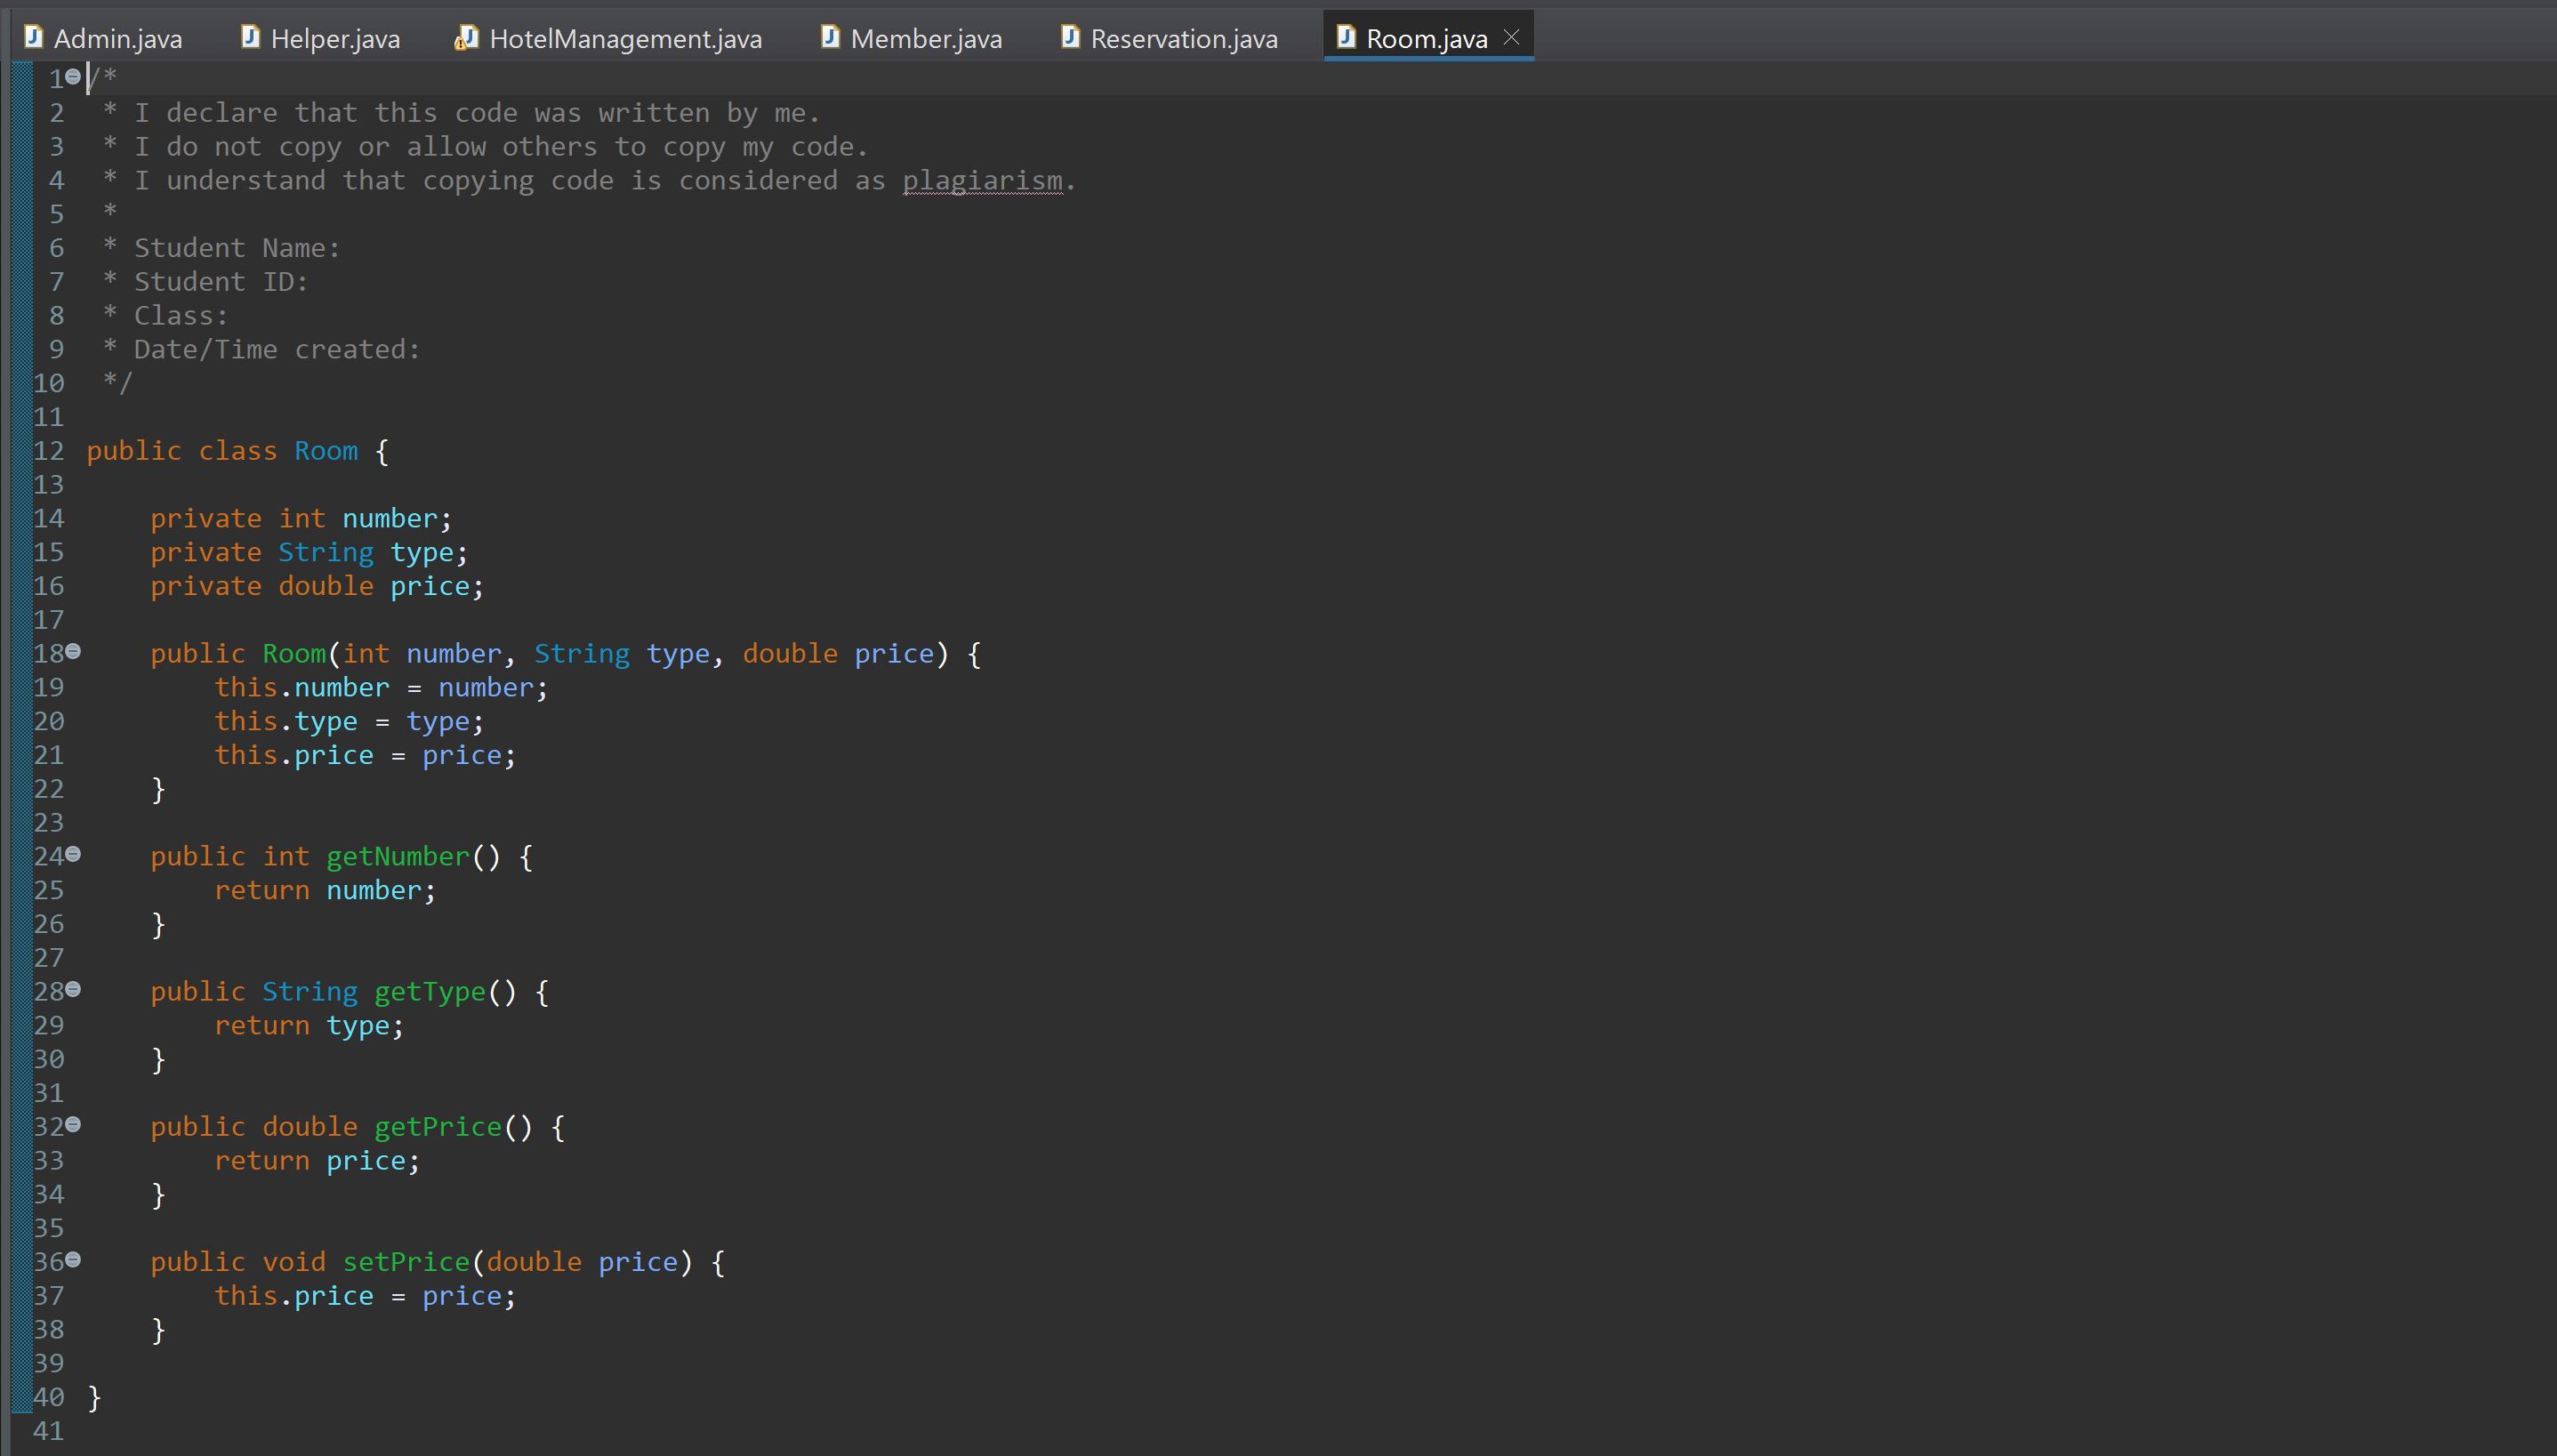 Admin.java Helper.java HotelManagement.java Member.java Reservation.java Room.java
1 /*
2  * I declare that this code was written by me.
3  * I do not copy or allow others to copy my code.
4  * I understand that copying code is considered as plagiarism.
5  *
6  * Student Name:
7  * Student ID:
8  * Class:
9  * Date/Time created:
10  */
11
12 public class Room {
13
14     private int number;
15     private String type;
16     private double price;
17
18     public Room(int number, String type, double price) {
19         this.number = number;
20         this.type = type;
21         this.price = price;
22     }
23
24     public int getNumber() {
25         return number;
26     }
27
28     public String getType() {
29         return type;
30     }
31
32     public double getPrice() {
33         return price;
34     }
35
36     public void setPrice(double price) {
37         this.price = price;
38     }
39
40 }
41